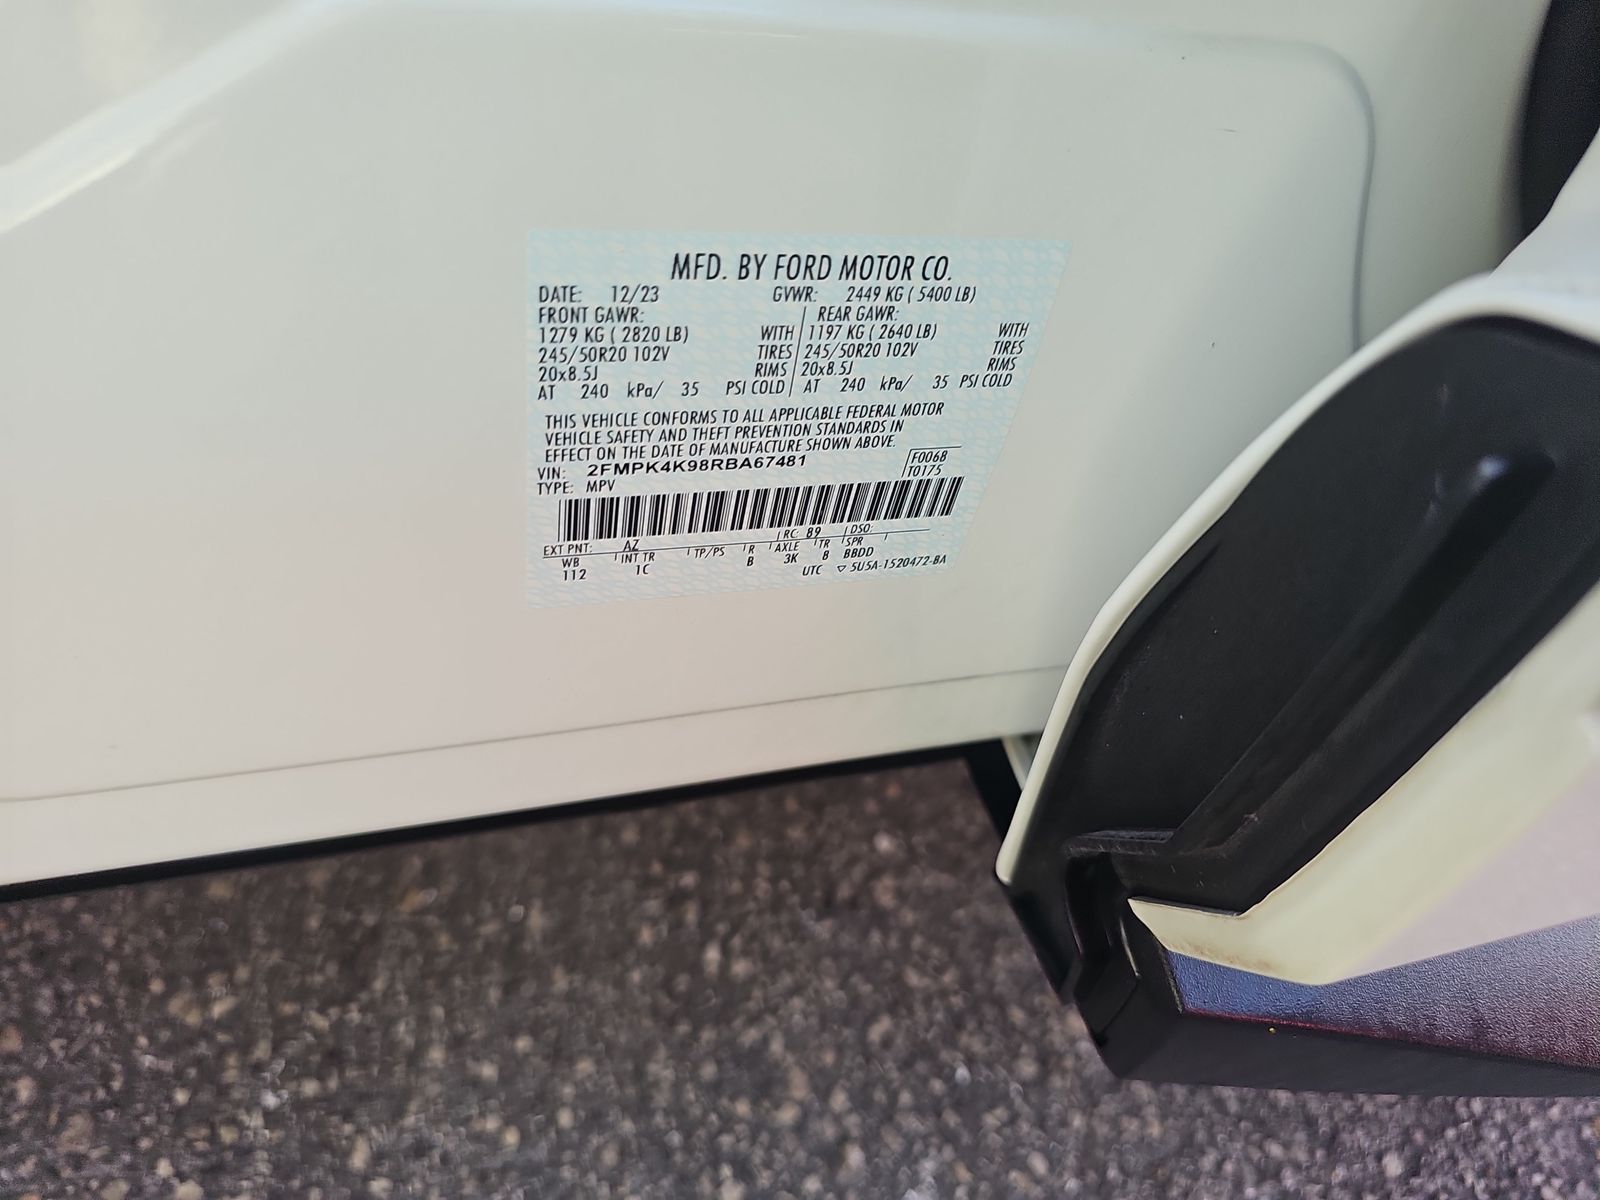 MFD. BY FORD MOTOR CO.
DATE: 12/23 GVWR: 2449 KG ( 5400 LB)
FRONT GAWR: REAR GAWR:
1279 KG ( 2820 LB) WITH 1197 KG ( 2640 LB) WITH
245/50R20 102V TIRES 245/50R20 102V TIRES
20x8.5J RIMS 20x8.5J RIMS
AT 240 kPa/ 35 PSI COLD AT 240 kPa/ 35 PSI COLD
THIS VEHICLE CONFORMS TO ALL APPLICABLE FEDERAL MOTOR
VEHICLE SAFETY AND THEFT PREVENTION STANDARDS IN
EFFECT ON THE DATE OF MANUFACTURE SHOWN ABOVE.
VIN: 2FMPK4K98RBA67481 F0068
TYPE: MPV T0175
EXT PNT: AZ RC: 89 DSO:
WB INT TR TP/PS R AXLE TR SPR
112 1C B 3K B BBDD
UTC ▽ 5U5A-1520472-BA